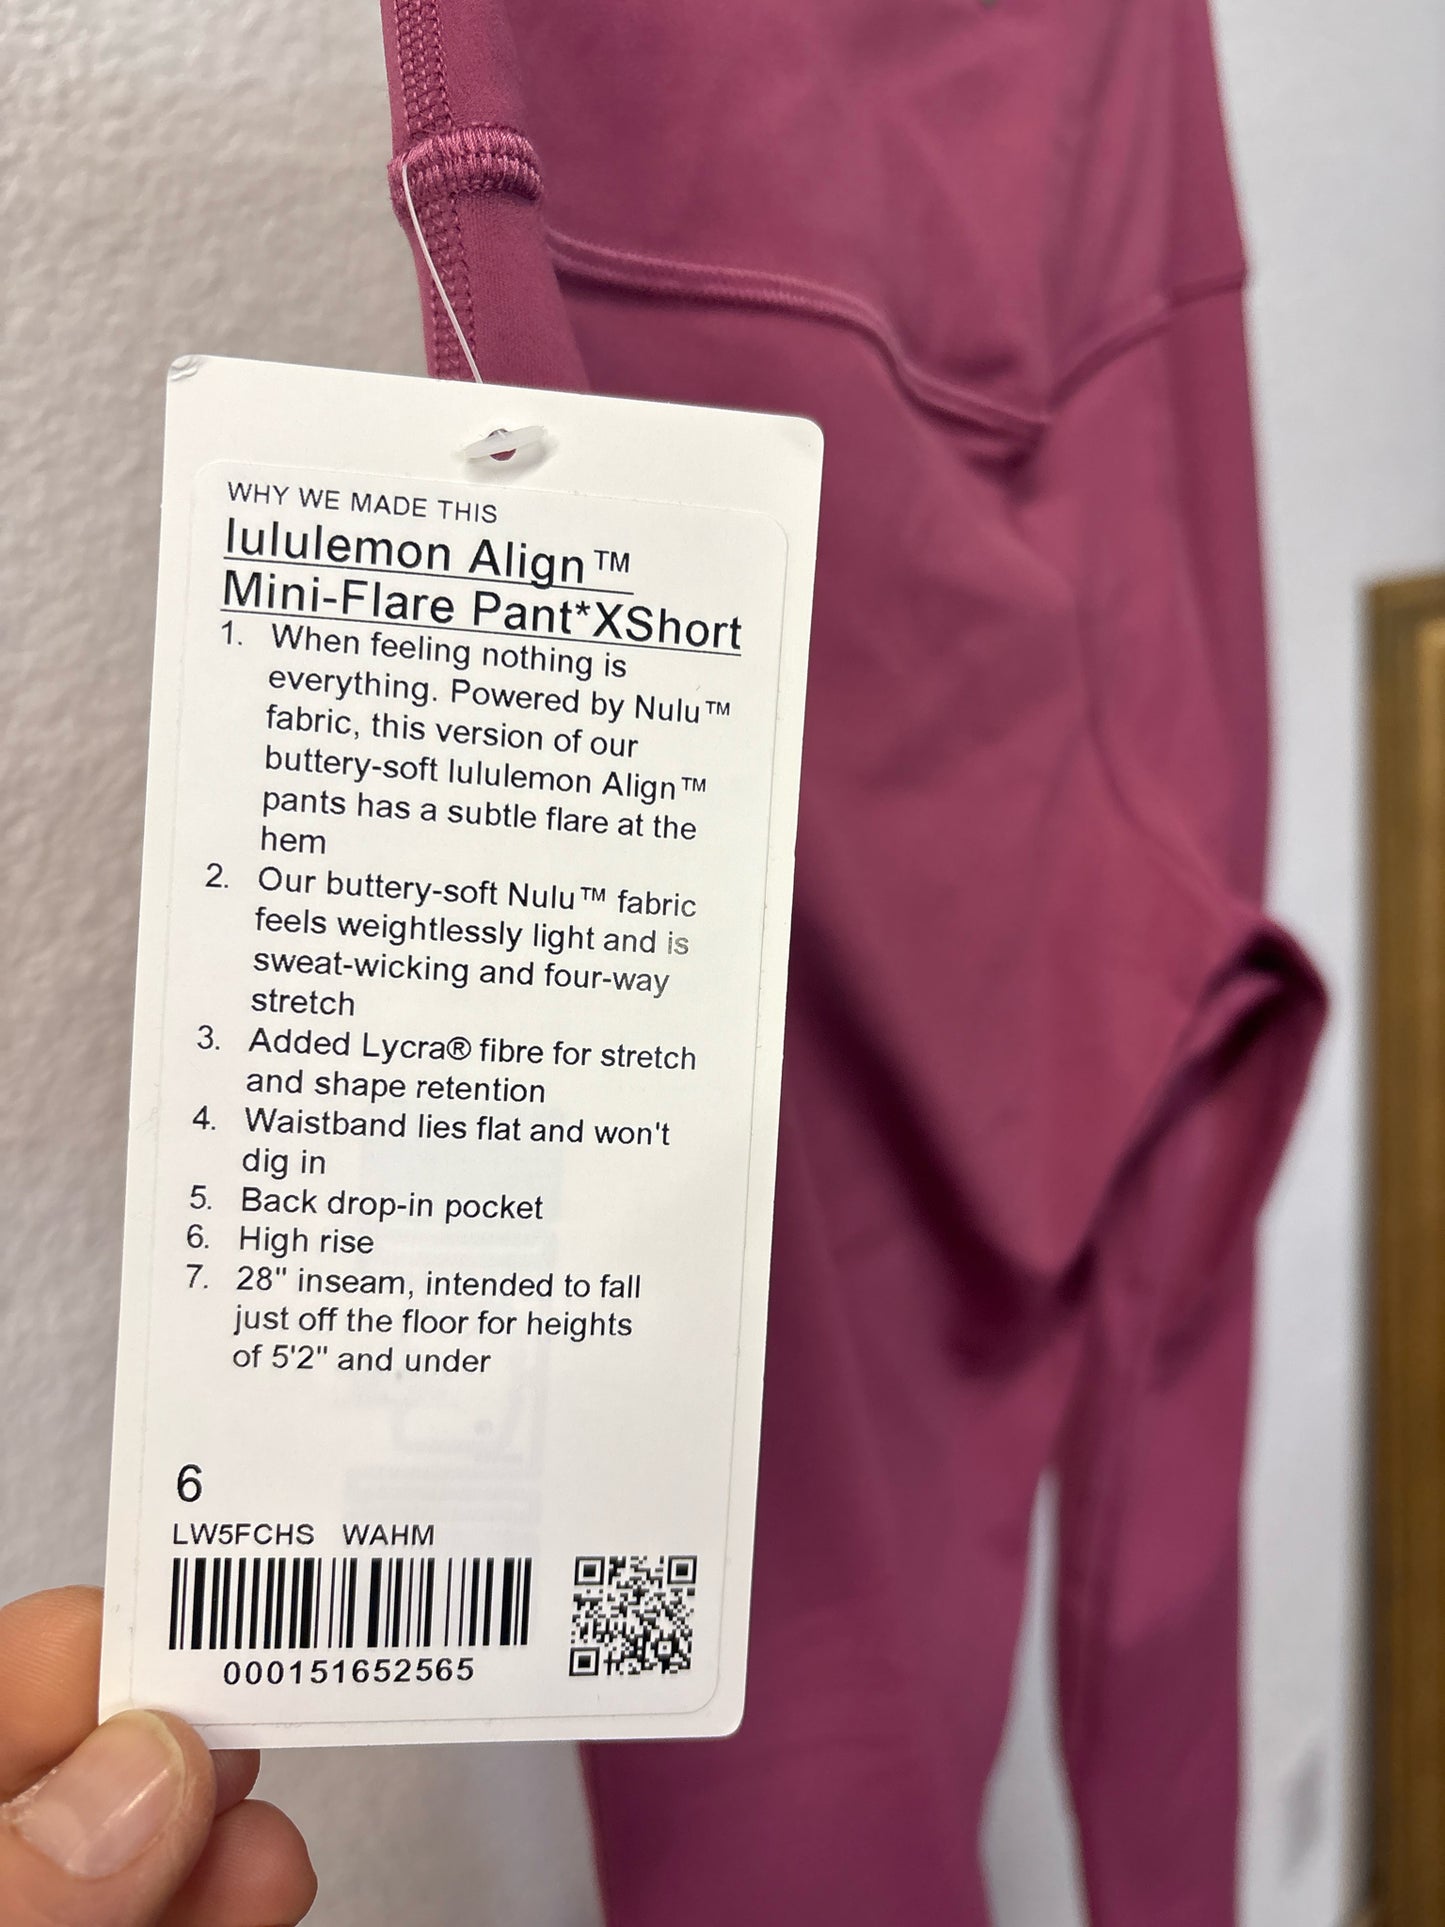 WHY WE MADE THIS
lululemon Align™
Mini-Flare Pant*XShort
1. When feeling nothing is
everything. Powered by Nulu™
fabric, this version of our
buttery-soft lululemon Align™
pants has a subtle flare at the
hem
2. Our buttery-soft Nulu™ fabric
feels weightlessly light and is
sweat-wicking and four-way
stretch
3. Added Lycra® fibre for stretch
and shape retention
4. Waistband lies flat and won't
dig in
5. Back drop-in pocket
6. High rise
7. 28" inseam, intended to fall
just off the floor for heights
of 5'2" and under
6
LW5FCHS WAHM
000151652565